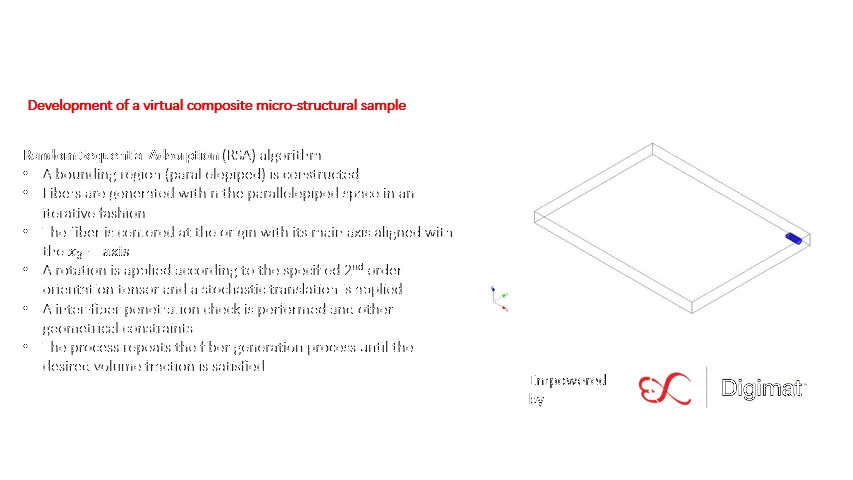 Development of a virtual composite micro-structural sample
Random Sequential Adsorption (RSA) algorithm
• A bounding region (parallelepiped) is constructed
• Fibers are generated within the parallelepiped space in an
iterative fashion
• The fiber is centered at the origin with its main axis aligned with
the x₃ – axis
• A rotation is applied according to the specified 2nd order
orientation tensor and a stochastic translation is applied
• A inter-fiber penetration check is performed and other
geometrical constraints
• The process repeats the fiber generation process until the
desired volume fraction is satisfied
Empowered
by
Digimat™